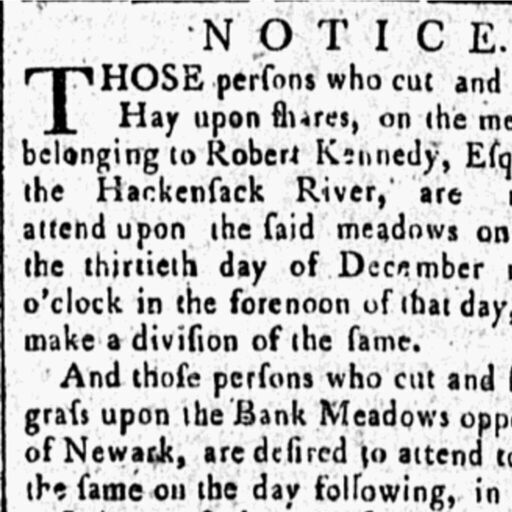 NOTICE.
THOSE perſons who cut and
Hay upon ſhares, on the me
belonging to Robert Kennedy, Eſq
the Hackenſack River, are
attend upon the ſaid meadows on
the thirtieth day of December
o'clock in the forenoon of that day,
make a diviſion of the ſame.
And thoſe perſons who cut and
graſs upon the Bank Meadows oppo
of Newark, are deſired to attend to
the ſame on the day following, in